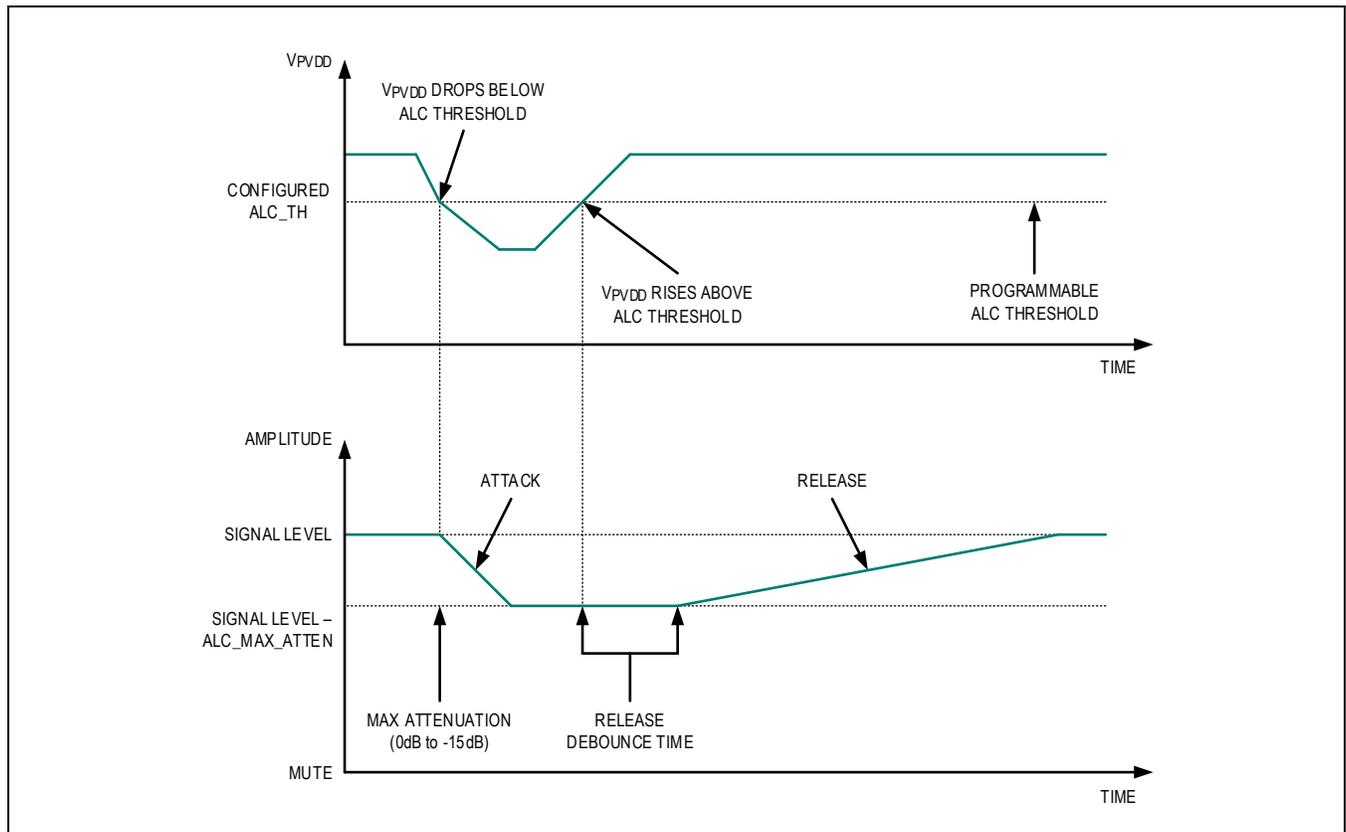 VPVDD
VPVDD DROPS BELOW
ALC THRESHOLD
CONFIGURED
ALC_TH
VPVDD RISES ABOVE
ALC THRESHOLD
PROGRAMMABLE
ALC THRESHOLD
TIME
AMPLITUDE
ATTACK
RELEASE
SIGNAL LEVEL
SIGNAL LEVEL –
ALC_MAX_ATTEN
MAX ATTENUATION
(0dB to -15dB)
RELEASE
DEBOUNCE TIME
MUTE
TIME